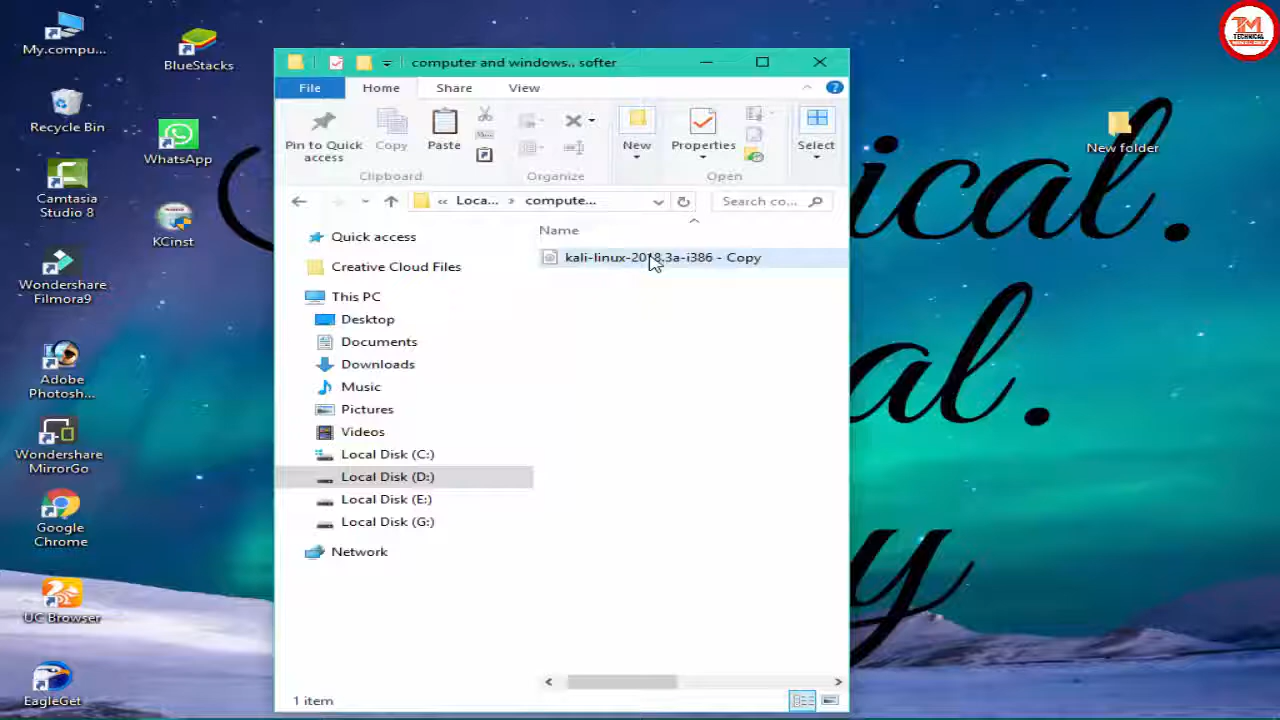 My.compu...
BlueStacks
Recycle Bin
WhatsApp
Camtasia
Studio 8
KCinst
Wondershare
Filmora9
Adobe
Photosh...
Wondershare
MirrorGo
Google
Chrome
UC Browser
EagleGet
computer and windows.. softer
File
Home
Share
View
Pin to Quick
access
Copy
Paste
New
Properties
Select
Clipboard
Organize
Open
Loca...
compute...
Search co...
Quick access
Creative Cloud Files
This PC
Desktop
Documents
Downloads
Music
Pictures
Videos
Local Disk (C:)
Local Disk (D:)
Local Disk (E:)
Local Disk (G:)
Network
Name
kali-linux-2018.3a-i386 - Copy
1 item
New folder
ical.
al.
y
TM
TECHNICAL